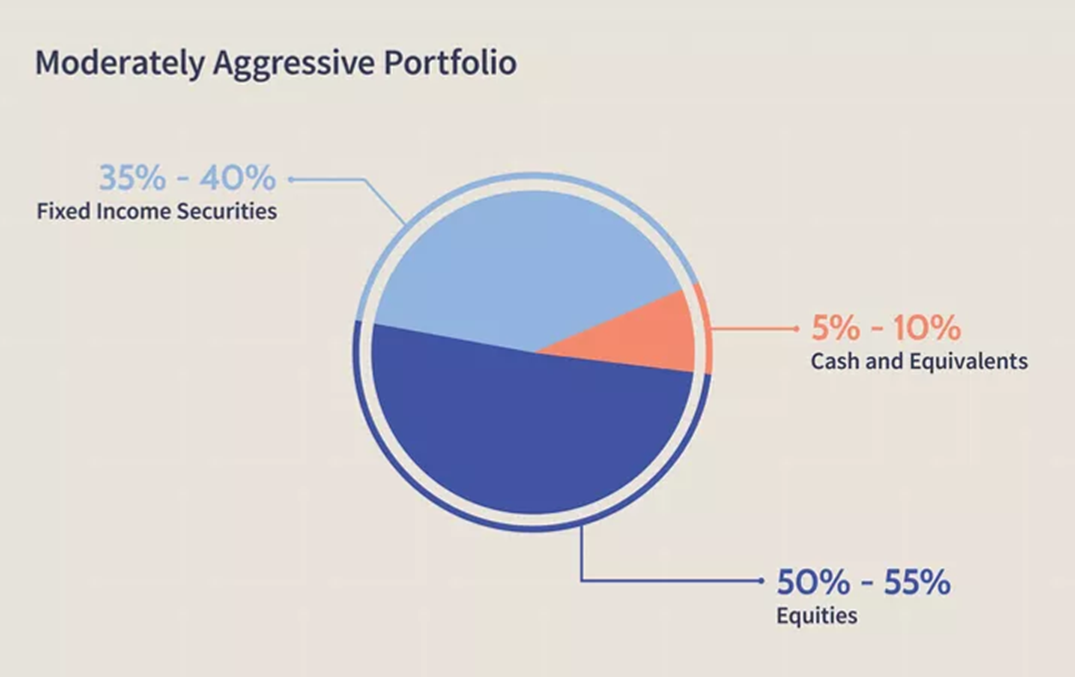 Moderately Aggressive Portfolio
35% - 40%
Fixed Income Securities
5% - 10%
Cash and Equivalents
50% - 55%
Equities